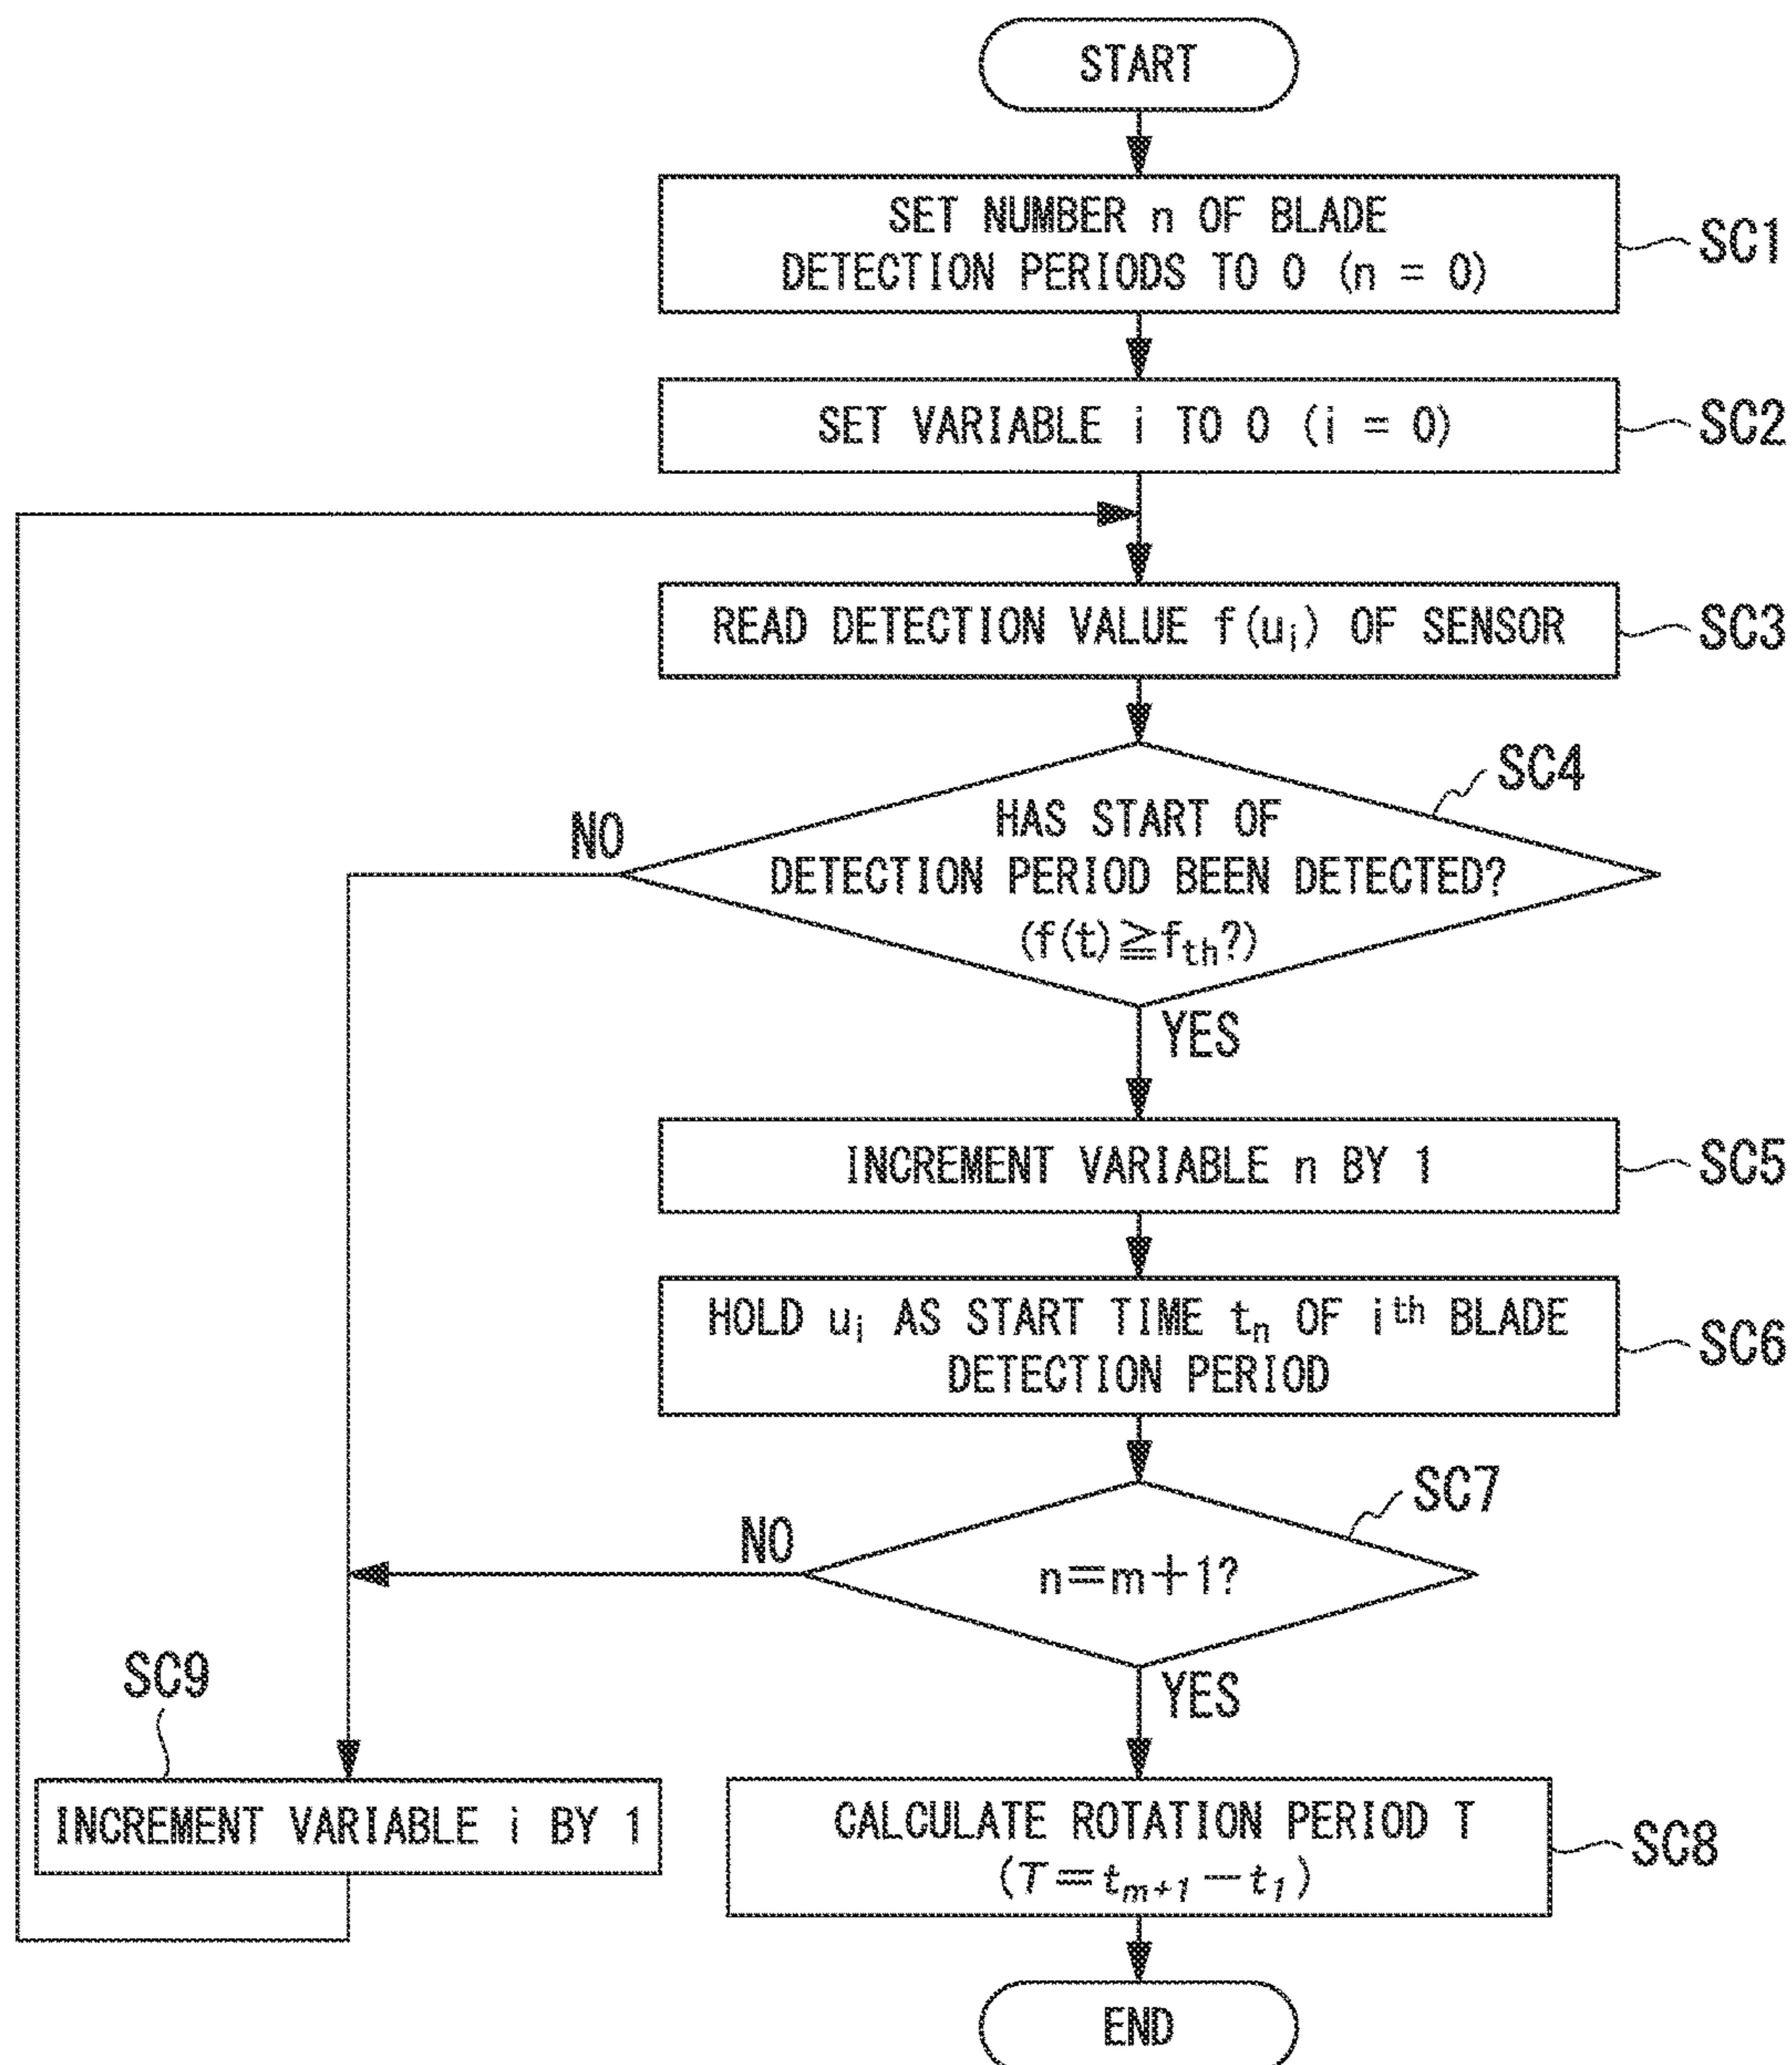 START
SET NUMBER n OF BLADE
DETECTION PERIODS TO 0 (n = 0)
SC1
SET VARIABLE i TO 0 (i = 0)
SC2
READ DETECTION VALUE f(uᵢ) OF SENSOR
SC3
SC4
NO
HAS START OF
DETECTION PERIOD BEEN DETECTED?
(f(t)≧f_th?)
YES
INCREMENT VARIABLE n BY 1
SC5
HOLD uᵢ AS START TIME tₙ OF iᵗʰ BLADE
DETECTION PERIOD
SC6
SC7
NO
n=m+1?
YES
SC9
INCREMENT VARIABLE i BY 1
CALCULATE ROTATION PERIOD T
(T=tₘ₊₁−t₁)
SC8
END